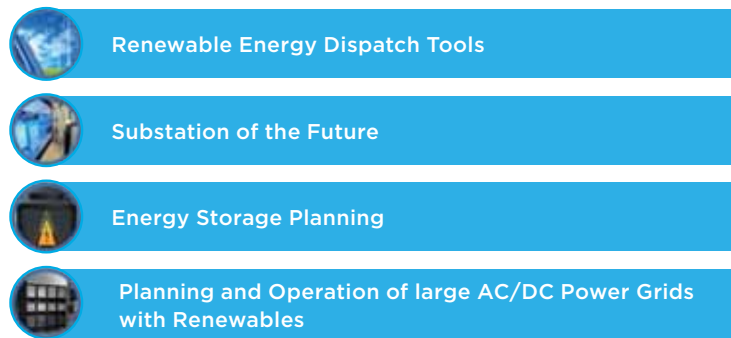 Renewable Energy Dispatch Tools
Substation of the Future
Energy Storage Planning
Planning and Operation of large AC/DC Power Grids
with Renewables